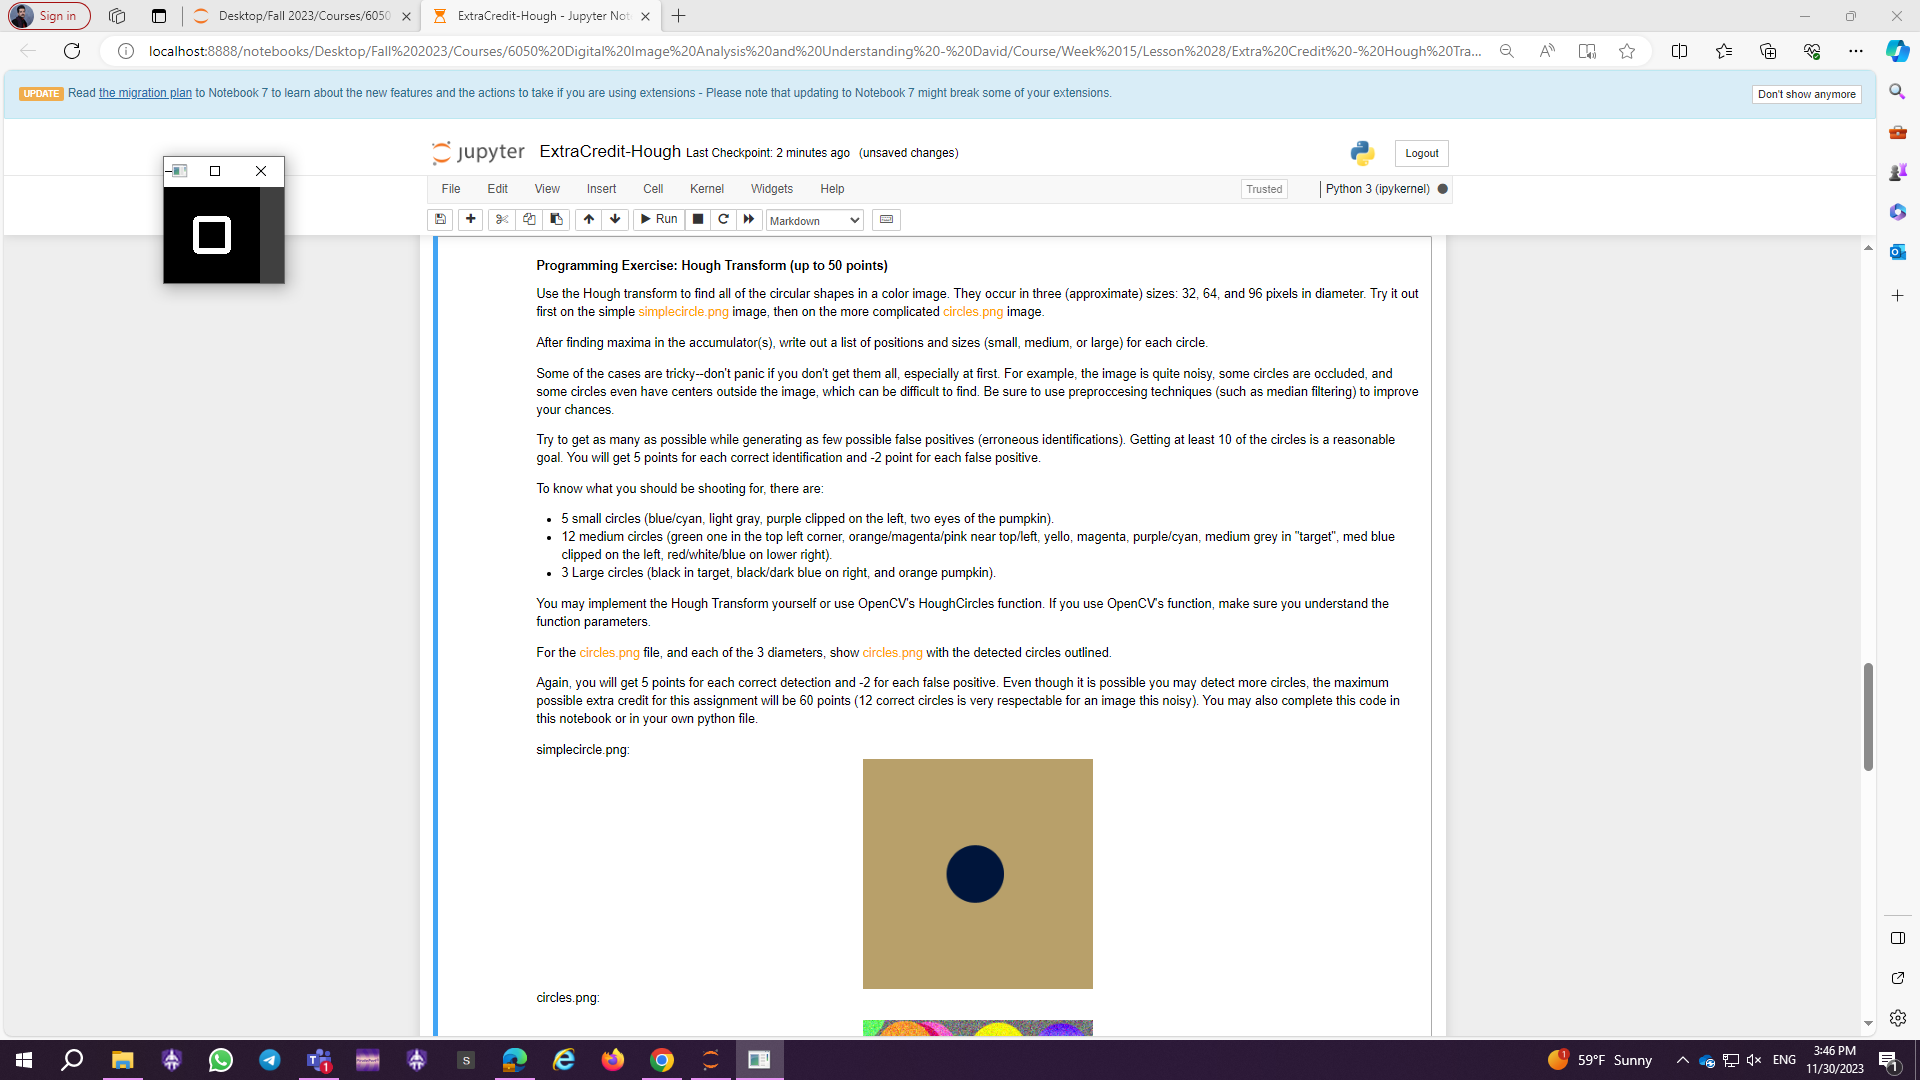 Sign in
Desktop/Fall 2023/Courses/6050
ExtraCredit-Hough - Jupyter Not
localhost:8888/notebooks/Desktop/Fall%202023/Courses/6050%20Digital%20Image%20Analysis%20and%20Understanding%20-%20David/Course/Week%2015/Lesson%2028/Extra%20Credit%20-%20Hough%20Tra...
UPDATE Read the migration plan to Notebook 7 to learn about the new features and the actions to take if you are using extensions - Please note that updating to Notebook 7 might break some of your extensions.
Don't show anymore
jupyter ExtraCredit-Hough Last Checkpoint: 2 minutes ago (unsaved changes)
Logout
File Edit View Insert Cell Kernel Widgets Help
Trusted
Python 3 (ipykernel)
Run
Markdown
Programming Exercise: Hough Transform (up to 50 points)
Use the Hough transform to find all of the circular shapes in a color image. They occur in three (approximate) sizes: 32, 64, and 96 pixels in diameter. Try it out
first on the simple simplecircle.png image, then on the more complicated circles.png image.
After finding maxima in the accumulator(s), write out a list of positions and sizes (small, medium, or large) for each circle.
Some of the cases are tricky--don't panic if you don't get them all, especially at first. For example, the image is quite noisy, some circles are occluded, and
some circles even have centers outside the image, which can be difficult to find. Be sure to use preproccesing techniques (such as median filtering) to improve
your chances.
Try to get as many as possible while generating as few possible false positives (erroneous identifications). Getting at least 10 of the circles is a reasonable
goal. You will get 5 points for each correct identification and -2 point for each false positive.
To know what you should be shooting for, there are:
5 small circles (blue/cyan, light gray, purple clipped on the left, two eyes of the pumpkin).
12 medium circles (green one in the top left corner, orange/magenta/pink near top/left, yello, magenta, purple/cyan, medium grey in "target", med blue
clipped on the left, red/white/blue on lower right).
3 Large circles (black in target, black/dark blue on right, and orange pumpkin).
You may implement the Hough Transform yourself or use OpenCV's HoughCircles function. If you use OpenCV's function, make sure you understand the
function parameters.
For the circles.png file, and each of the 3 diameters, show circles.png with the detected circles outlined.
Again, you will get 5 points for each correct detection and -2 for each false positive. Even though it is possible you may detect more circles, the maximum
possible extra credit for this assignment will be 60 points (12 correct circles is very respectable for an image this noisy). You may also complete this code in
this notebook or in your own python file.
simplecircle.png:
circles.png:
59°F Sunny
ENG
3:46 PM
11/30/2023